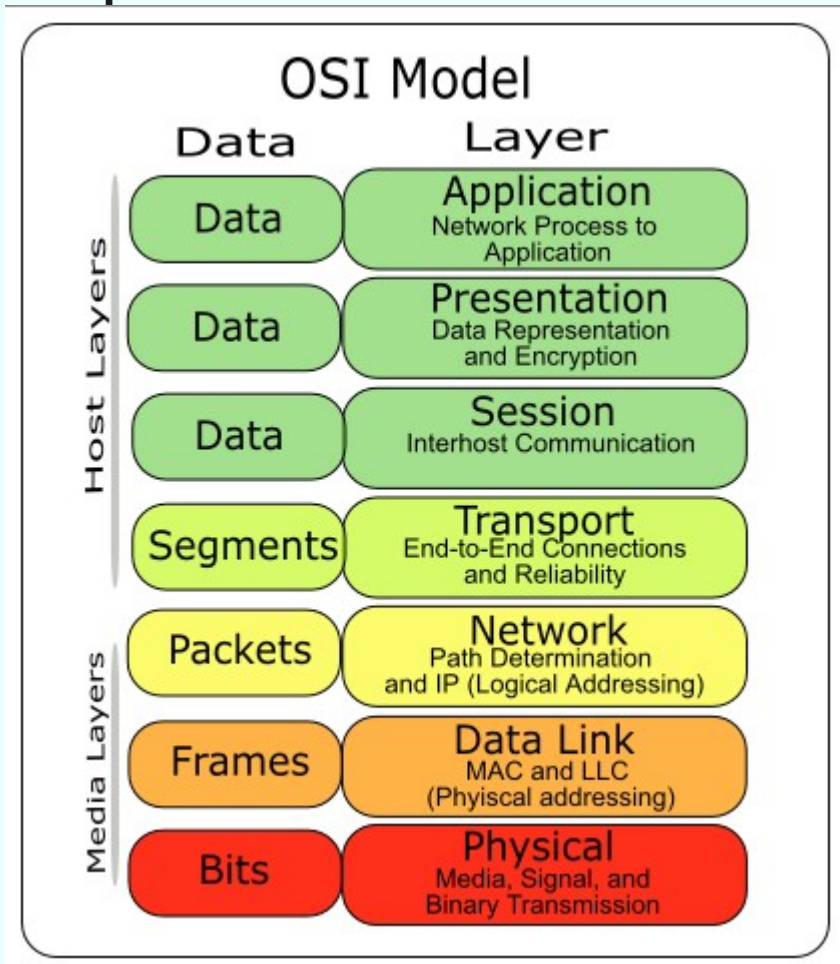 OSI Model
Data Layer
Host Layers
Data
Application
Network Process to
Application
Data
Presentation
Data Representation
and Encryption
Data
Session
Interhost Communication
Segments
Transport
End-to-End Connections
and Reliability
Media Layers
Packets
Network
Path Determination
and IP (Logical Addressing)
Frames
Data Link
MAC and LLC
(Phyiscal addressing)
Bits
Physical
Media, Signal, and
Binary Transmission